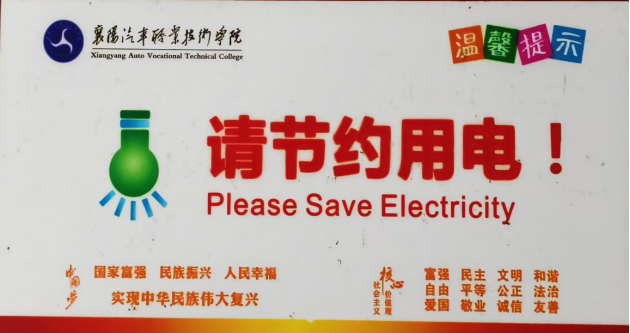 襄阳汽车职业技术学院
Xiangyang Auto Vocational Technical College
温馨提示
请节约用电！
Please Save Electricity
中国梦
国家富强 民族振兴 人民幸福
实现中华民族伟大复兴
社会主义核心价值观
富强 民主 文明 和谐
自由 平等 公正 法治
爱国 敬业 诚信 友善